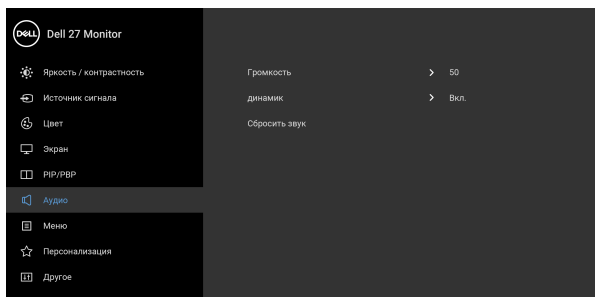 DELL Dell 27 Monitor
Яркость / контрастность
Громкость 50
Источник сигнала
динамик Вкл.
Цвет
Сбросить звук
Экран
PIP/PBP
Аудио
Меню
Персонализация
Другое